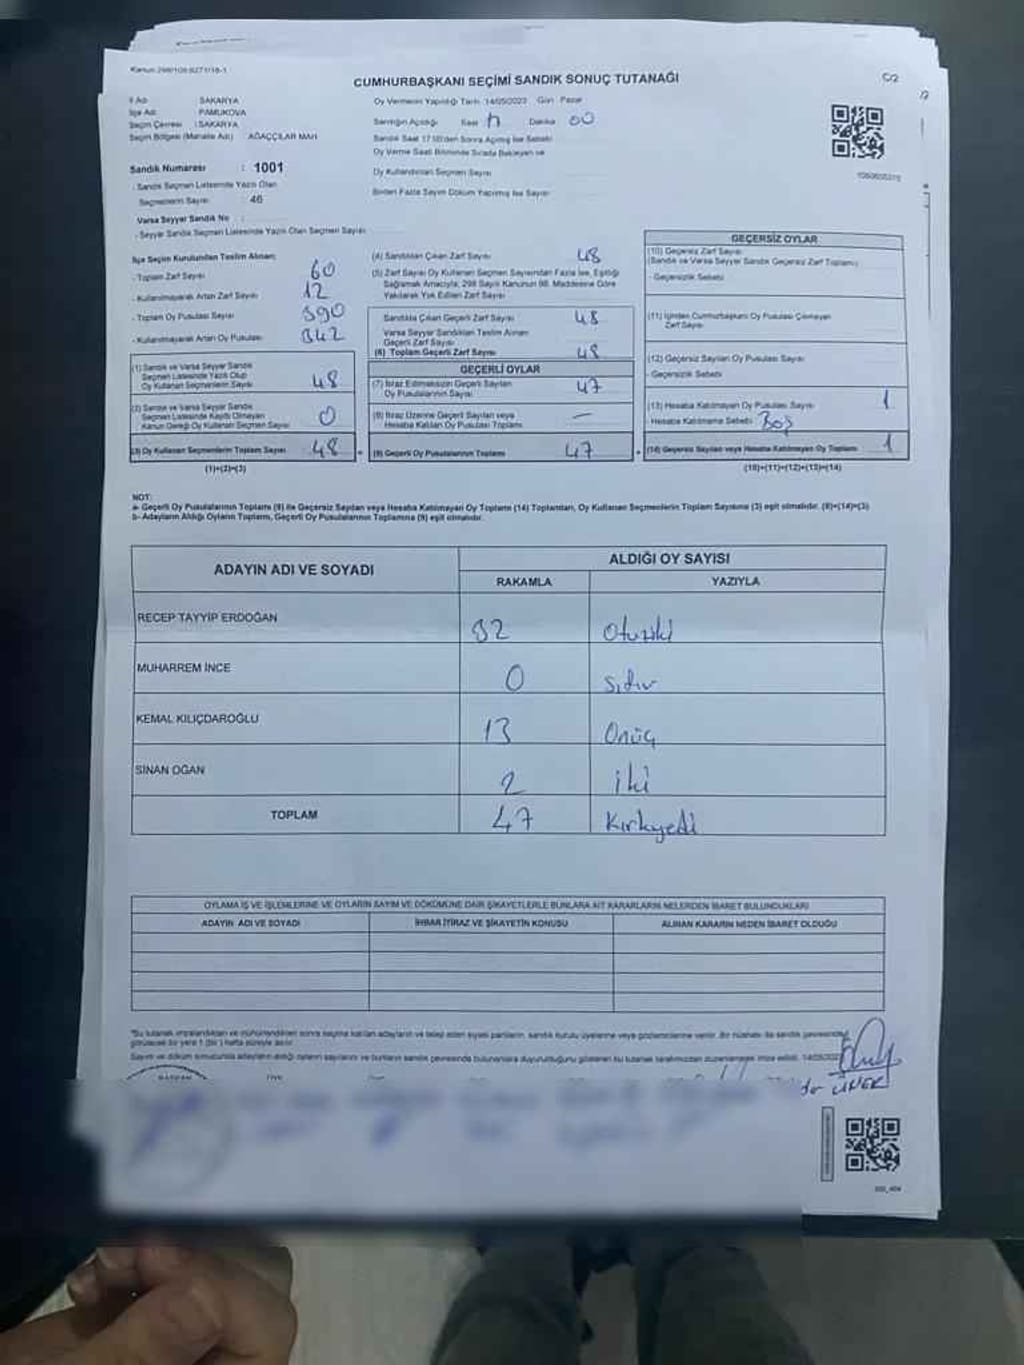 Kanun:298/105-6271/18-1
CUMHURBAŞKANI SEÇİMİ SANDIK SONUÇ TUTANAĞI
C/2
İl Adı : SAKARYA
İlçe Adı : PAMUKOVA
Seçim Çevresi : SAKARYA
Seçim Bölgesi (Mahalle Adı) : AĞAÇÇILAR MAH
Sandık Numarası : 1001
- Sandık Seçmen Listesinde Yazılı Olan
Seçmenlerin Sayısı : 46
Varsa Seyyar Sandık No :
- Seyyar Sandık Seçmen Listesinde Yazılı Olan Seçmen Sayısı
Oy Vermenin Yapıldığı Tarih: 14/05/2023 Gün : Pazar
Sandığın Açıldığı Saat 17 Dakika 00
Sandık Saat 17:00'den Sonra Açılmış İse Sebebi
Oy Verme Saati Bitiminde Sırada Bekleyen ve
Oy Kullandırılan Seçmen Sayısı
Birden Fazla Sayım Döküm Yapılmış İse Sayısı
İlçe Seçim Kurulundan Teslim Alınan:
- Toplam Zarf Sayısı 60
- Kullanılmayarak Artan Zarf Sayısı 12
- Toplam Oy Pusulası Sayısı 390
- Kullanılmayarak Artan Oy Pusulası 342
(1) Sandık ve Varsa Seyyar Sandık
Seçmen Listesinde Yazılı Olup
Oy Kullanan Seçmenlerin Sayısı 48
(2) Sandık ve Varsa Seyyar Sandık
Seçmen Listesinde Kaydı Olmayan
Kanun Gereği Oy Kullanan Seçmen Sayısı 0
(3) Oy Kullanan Seçmenlerin Toplam Sayısı 48
(1)+(2)=(3)
(4) Sandıktan Çıkan Zarf Sayısı 48
(5) Zarf Sayısı Oy Kullanan Seçmen Sayısından Fazla İse, Eşitliği
Sağlamak Amacıyla; 298 Sayılı Kanunun 98. Maddesine Göre
Yakılarak Yok Edilen Zarf Sayısı
Sandıkta Çıkan Geçerli Zarf Sayısı 48
Varsa Seyyar Sandıktan Teslim Alınan
Geçerli Zarf Sayısı
(6) Toplam Geçerli Zarf Sayısı 48
GEÇERLİ OYLAR
(7) İtiraz Edilmeksizin Geçerli Sayılan
Oy Pusulalarının Sayısı 47
(8) İtiraz Üzerine Geçerli Sayılan veya
Hesaba Katılan Oy Pusulası Toplamı —
(9) Geçerli Oy Pusulalarının Toplamı 47
GEÇERSİZ OYLAR
(10) Geçersiz Zarf Sayısı
(Sandık ve Varsa Seyyar Sandık Geçersiz Zarf Toplamı)
- Geçersizlik Sebebi
(11) İçinden Cumhurbaşkanı Oy Pusulası Çıkmayan
Zarf Sayısı
(12) Geçersiz Sayılan Oy Pusulası Sayısı
- Geçersizlik Sebebi
(13) Hesaba Katılmayan Oy Pusulası Sayısı 1
- Hesaba Katılmama Sebebi Boş
(14) Geçersiz Sayılan veya Hesaba Katılmayan Oy Toplamı 1
(10)+(11)+(12)+(13)=(14)
NOT:
a- Geçerli Oy Pusulalarının Toplamı (9) ile Geçersiz Sayılan veya Hesaba Katılmayan Oy Toplamı (14) Toplamları, Oy Kullanan Seçmenlerin Toplam Sayısına (3) eşit olmalıdır. (9)+(14)=(3)
b- Adayların Aldığı Oyların Toplamı, Geçerli Oy Pusulalarının Toplamına (9) eşit olmalıdır.
ADAYIN ADI VE SOYADI
ALDIĞI OY SAYISI
RAKAMLA YAZIYLA
RECEP TAYYİP ERDOĞAN 32 Otuziki
MUHARREM İNCE 0 Sıfır
KEMAL KILIÇDAROĞLU 13 Onüç
SİNAN OĞAN 2 iki
TOPLAM 47 Kırkyedi
OYLAMA İŞ VE İŞLEMLERİNE VE OYLARIN SAYIM VE DÖKÜMÜNE DAİR ŞİKAYETLERLE BUNLARA AİT KARARLARIN NELERDEN İBARET BULUNDUKLARI
ADAYIN ADI VE SOYADI İHBAR İTİRAZ VE ŞİKAYETİN KONUSU ALINAN KARARIN NEDEN İBARET OLDUĞU
*Bu tutanak imzalandıktan ve mühürlendikten sonra seçime katılan adayların ve talep eden siyasi partilerin, sandık kurulu üyelerine veya gözlemcilerine verilir. Bir nüshası da sandık çevresinde
görülecek bir yere 1 (bir) hafta süreyle asılır.
Sayım ve döküm sonucunda adayların aldığı oyların sayılarını ve bunların sandık çevresinde bulunanlara duyurulduğunu gösteren bu tutanak tarafımızdan düzenlenerek imza edildi. 14/05/2023
BAŞKAN
ÜNER